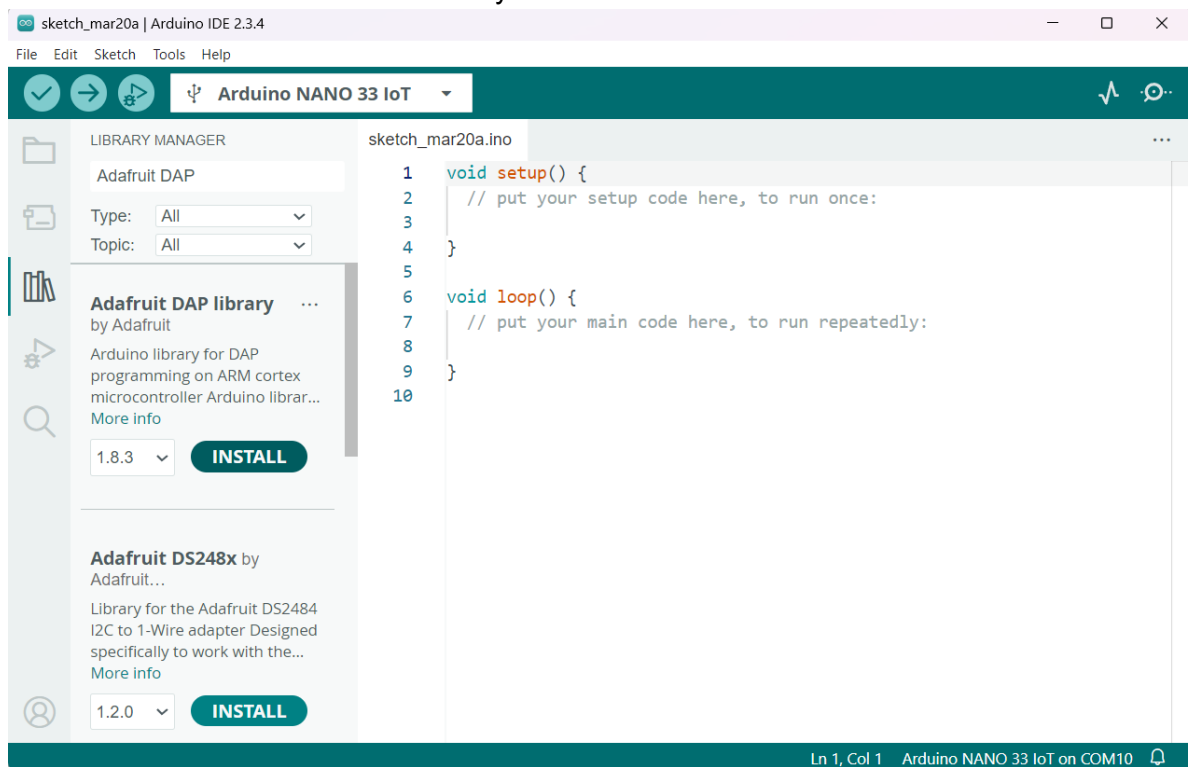 sketch_mar20a | Arduino IDE 2.3.4
File Edit Sketch Tools Help
Arduino NANO 33 IoT
LIBRARY MANAGER
Adafruit DAP
Type: All
Topic: All
Adafruit DAP library ...
by Adafruit
Arduino library for DAP
programming on ARM cortex
microcontroller Arduino librar...
More info
1.8.3 INSTALL
Adafruit DS248x by
Adafruit...
Library for the Adafruit DS2484
I2C to 1-Wire adapter Designed
specifically to work with the...
More info
1.2.0 INSTALL
sketch_mar20a.ino
1 void setup() {
2 // put your setup code here, to run once:
3
4 }
5
6 void loop() {
7 // put your main code here, to run repeatedly:
8
9 }
10
Ln 1, Col 1 Arduino NANO 33 IoT on COM10